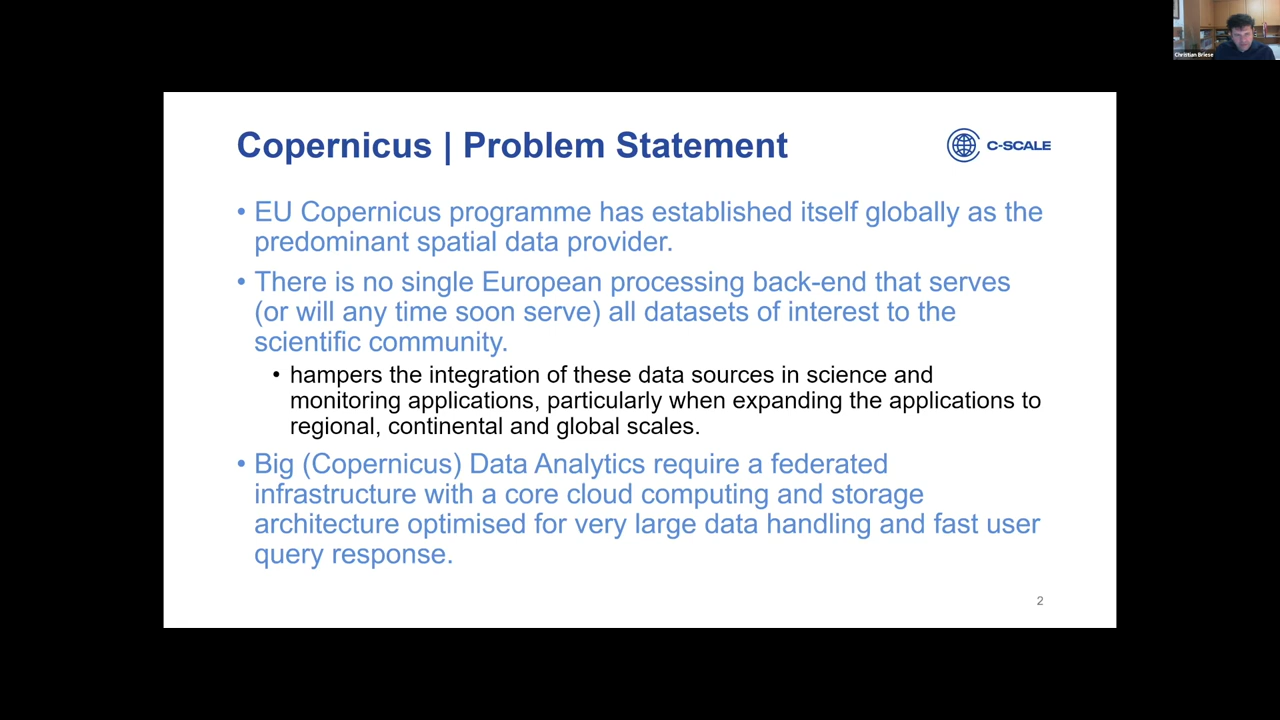 Christian Briese
Copernicus | Problem Statement
C-SCALE
• EU Copernicus programme has established itself globally as the
predominant spatial data provider.
• There is no single European processing back-end that serves
(or will any time soon serve) all datasets of interest to the
scientific community.
• hampers the integration of these data sources in science and
monitoring applications, particularly when expanding the applications to
regional, continental and global scales.
• Big (Copernicus) Data Analytics require a federated
infrastructure with a core cloud computing and storage
architecture optimised for very large data handling and fast user
query response.
2